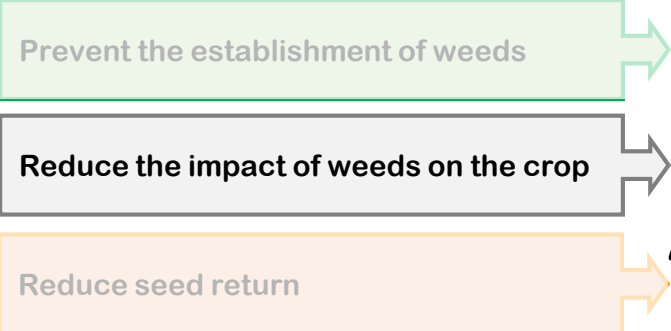 Prevent the establishment of weeds
Reduce the impact of weeds on the crop
Reduce seed return